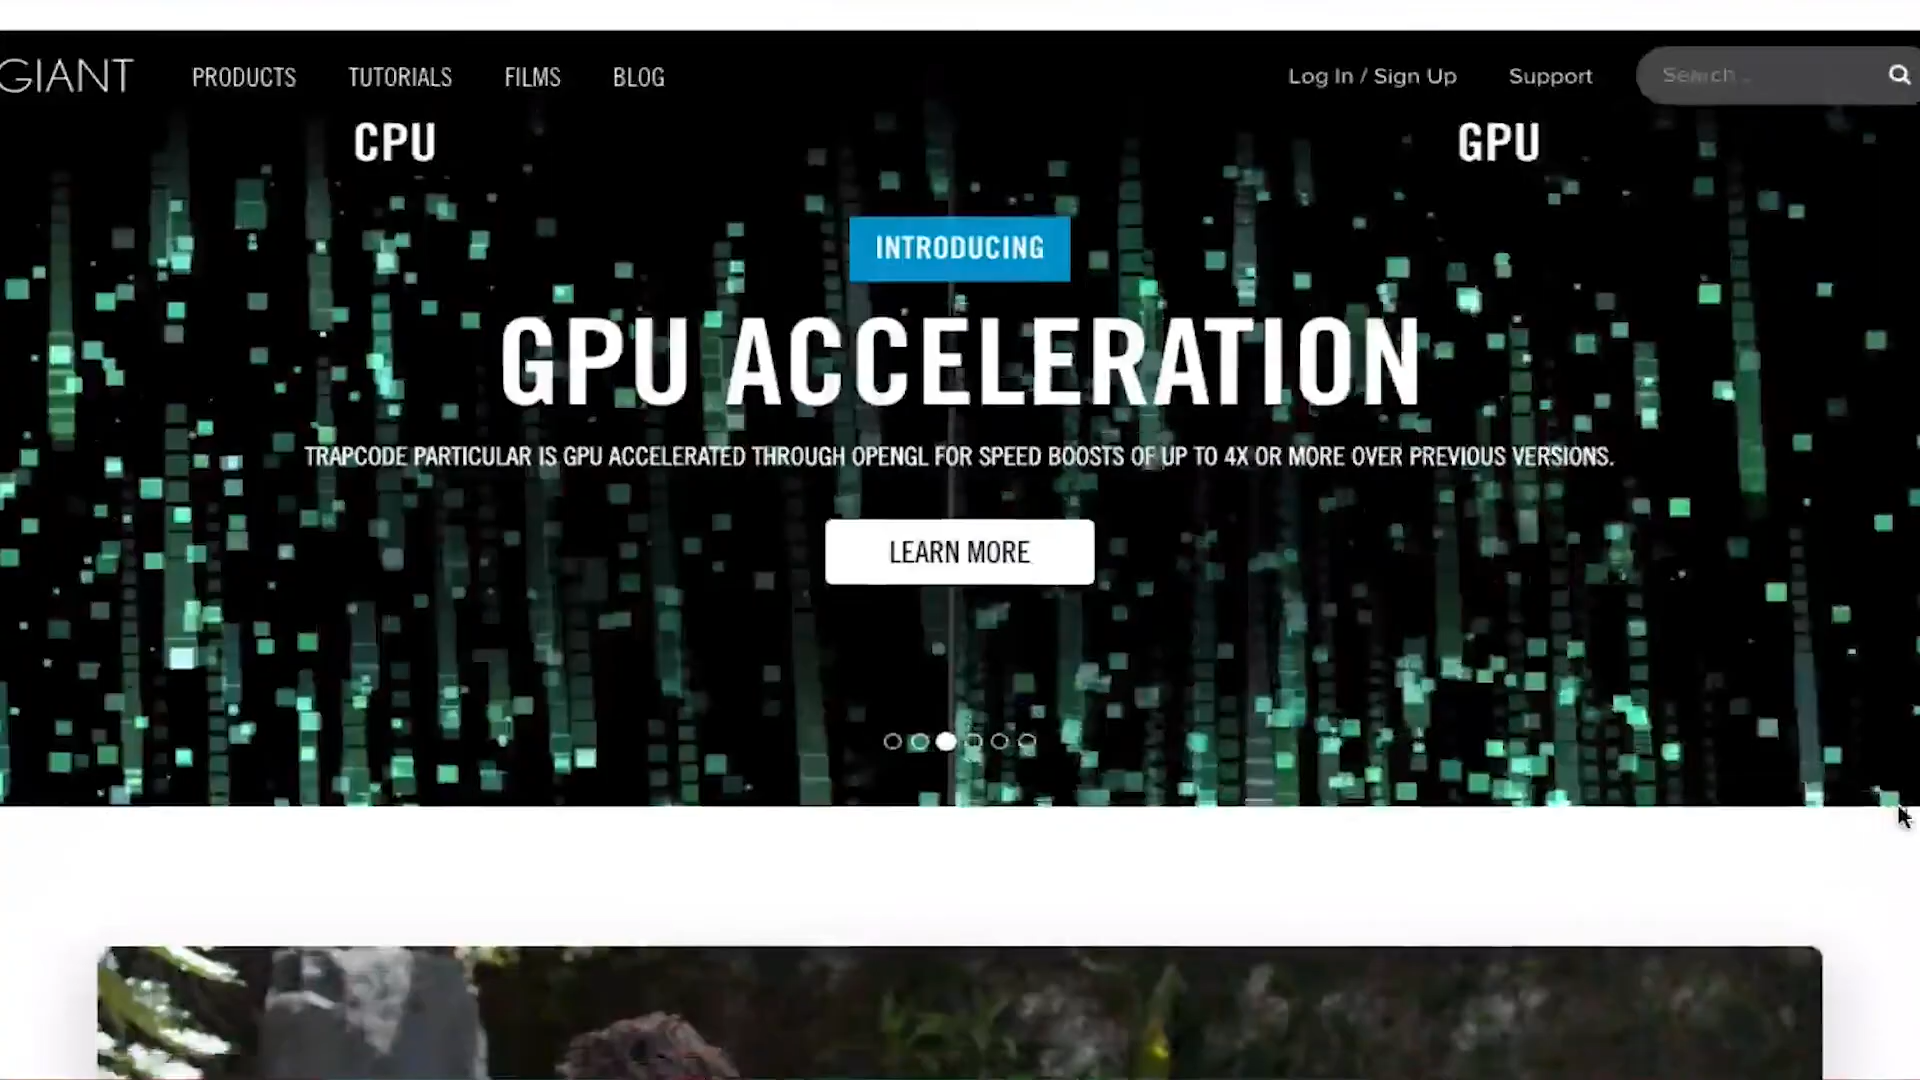 GIANT PRODUCTS TUTORIALS FILMS BLOG Log In / Sign Up Support Search...
CPU GPU
INTRODUCING
GPU ACCELERATION
TRAPCODE PARTICULAR IS GPU ACCELERATED THROUGH OPENGL FOR SPEED BOOSTS OF UP TO 4X OR MORE OVER PREVIOUS VERSIONS.
LEARN MORE